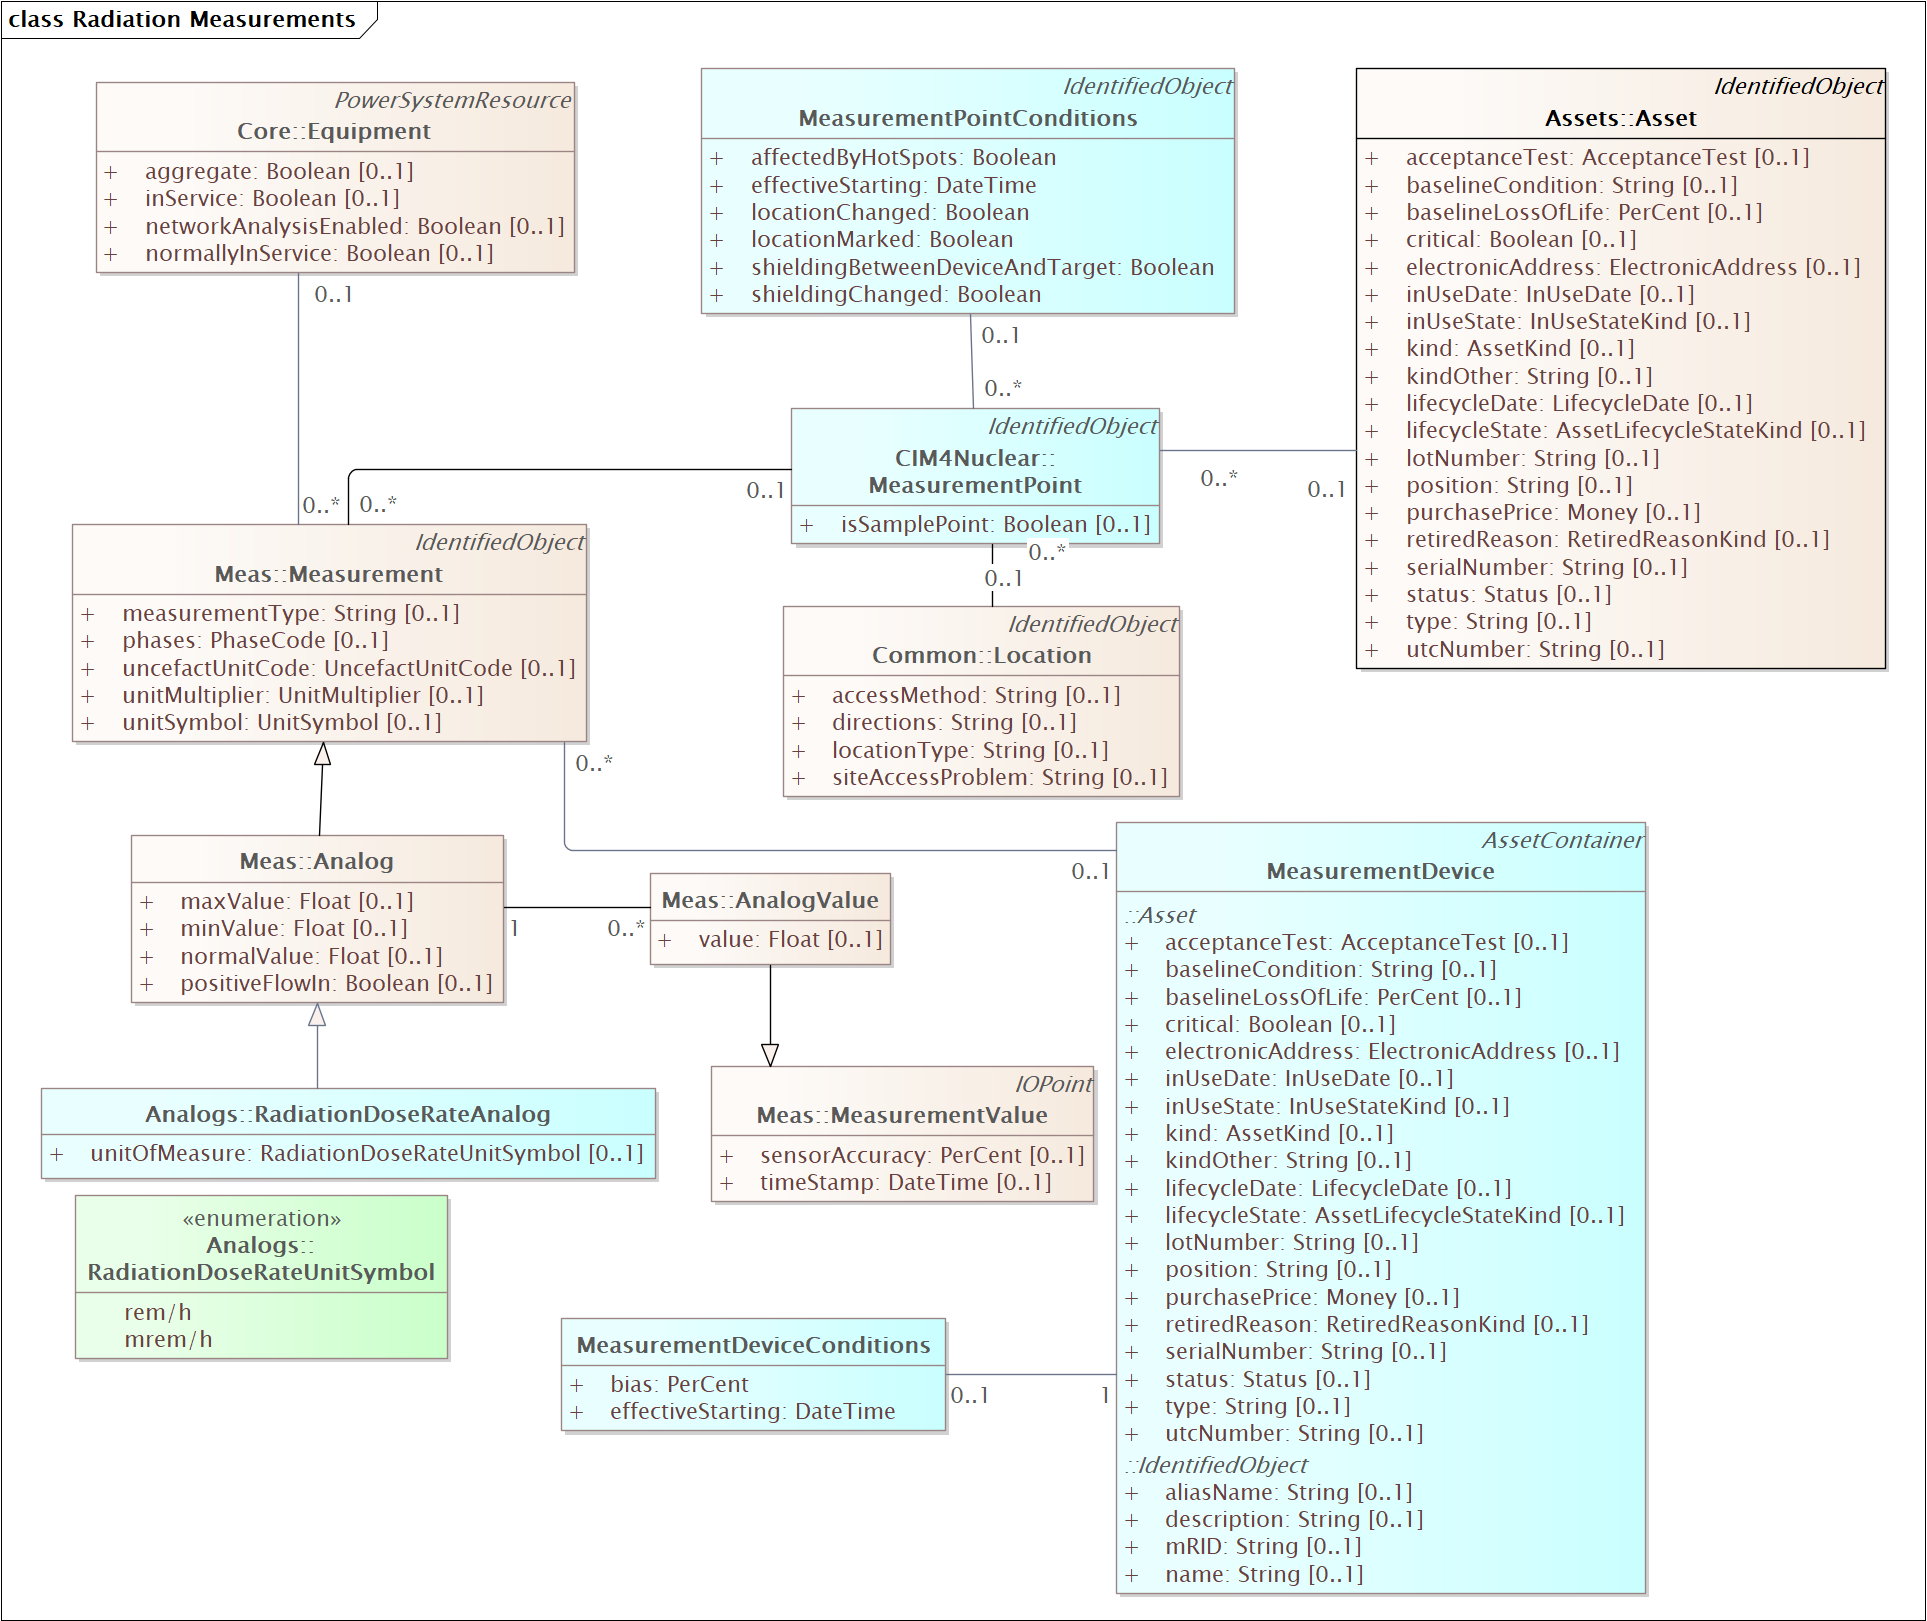 class Radiation Measurements
PowerSystemResource
Core::Equipment
+ aggregate: Boolean [0..1]
+ inService: Boolean [0..1]
+ networkAnalysisEnabled: Boolean [0..1]
+ normallyInService: Boolean [0..1]
0..1
IdentifiedObject
MeasurementPointConditions
+ affectedByHotSpots: Boolean
+ effectiveStarting: DateTime
+ locationChanged: Boolean
+ locationMarked: Boolean
+ shieldingBetweenDeviceAndTarget: Boolean
+ shieldingChanged: Boolean
0..1
0..*
IdentifiedObject
Assets::Asset
+ acceptanceTest: AcceptanceTest [0..1]
+ baselineCondition: String [0..1]
+ baselineLossOfLife: PerCent [0..1]
+ critical: Boolean [0..1]
+ electronicAddress: ElectronicAddress [0..1]
+ inUseDate: InUseDate [0..1]
+ inUseState: InUseStateKind [0..1]
+ kind: AssetKind [0..1]
+ kindOther: String [0..1]
+ lifecycleDate: LifecycleDate [0..1]
+ lifecycleState: AssetLifecycleStateKind [0..1]
+ lotNumber: String [0..1]
+ position: String [0..1]
+ purchasePrice: Money [0..1]
+ retiredReason: RetiredReasonKind [0..1]
+ serialNumber: String [0..1]
+ status: Status [0..1]
+ type: String [0..1]
+ utcNumber: String [0..1]
IdentifiedObject
CIM4Nuclear::
MeasurementPoint
+ isSamplePoint: Boolean [0..1]
0..*
0..1
0..1
0..*
0..*
0..*
0..1
IdentifiedObject
Meas::Measurement
+ measurementType: String [0..1]
+ phases: PhaseCode [0..1]
+ uncefactUnitCode: UncefactUnitCode [0..1]
+ unitMultiplier: UnitMultiplier [0..1]
+ unitSymbol: UnitSymbol [0..1]
0..*
IdentifiedObject
Common::Location
+ accessMethod: String [0..1]
+ directions: String [0..1]
+ locationType: String [0..1]
+ siteAccessProblem: String [0..1]
Meas::Analog
+ maxValue: Float [0..1]
+ minValue: Float [0..1]
+ normalValue: Float [0..1]
+ positiveFlowIn: Boolean [0..1]
1
0..*
Meas::AnalogValue
+ value: Float [0..1]
0..1
Analogs::RadiationDoseRateAnalog
+ unitOfMeasure: RadiationDoseRateUnitSymbol [0..1]
«enumeration»
Analogs::
RadiationDoseRateUnitSymbol
rem/h
mrem/h
IOPoint
Meas::MeasurementValue
+ sensorAccuracy: PerCent [0..1]
+ timeStamp: DateTime [0..1]
MeasurementDeviceConditions
+ bias: PerCent
+ effectiveStarting: DateTime
0..1
1
AssetContainer
MeasurementDevice
::Asset
+ acceptanceTest: AcceptanceTest [0..1]
+ baselineCondition: String [0..1]
+ baselineLossOfLife: PerCent [0..1]
+ critical: Boolean [0..1]
+ electronicAddress: ElectronicAddress [0..1]
+ inUseDate: InUseDate [0..1]
+ inUseState: InUseStateKind [0..1]
+ kind: AssetKind [0..1]
+ kindOther: String [0..1]
+ lifecycleDate: LifecycleDate [0..1]
+ lifecycleState: AssetLifecycleStateKind [0..1]
+ lotNumber: String [0..1]
+ position: String [0..1]
+ purchasePrice: Money [0..1]
+ retiredReason: RetiredReasonKind [0..1]
+ serialNumber: String [0..1]
+ status: Status [0..1]
+ type: String [0..1]
+ utcNumber: String [0..1]
::IdentifiedObject
+ aliasName: String [0..1]
+ description: String [0..1]
+ mRID: String [0..1]
+ name: String [0..1]